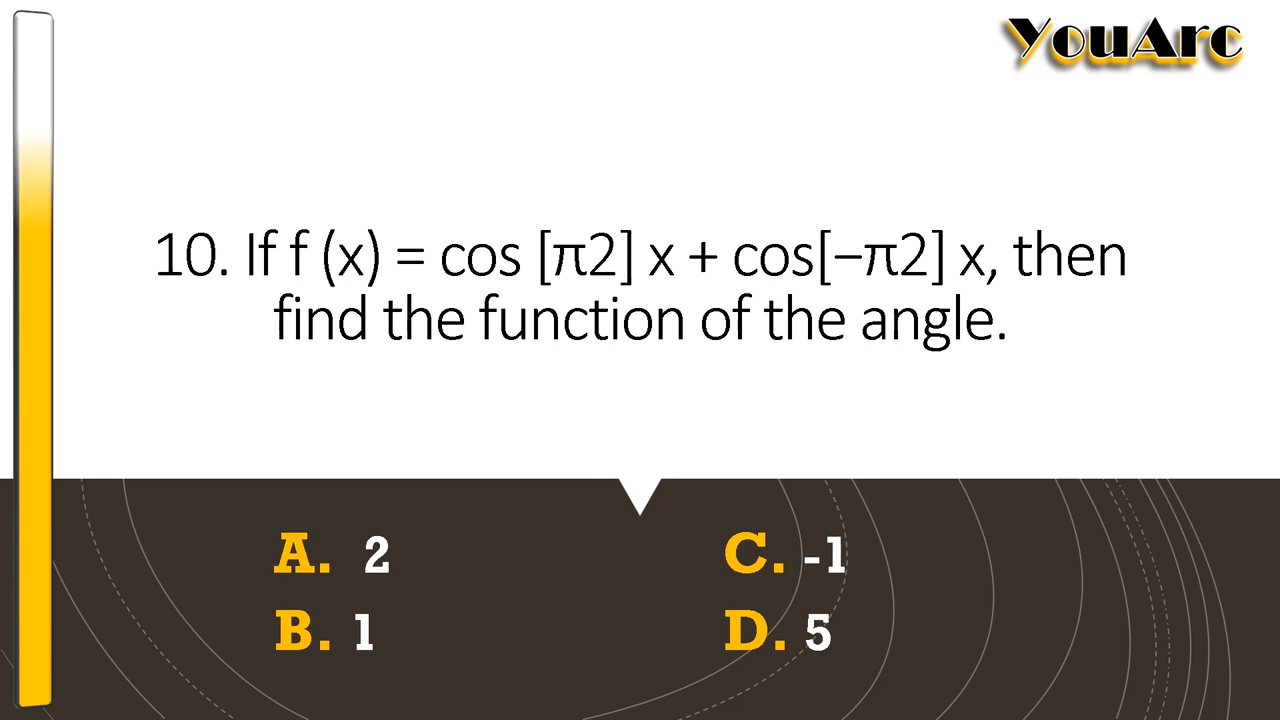 YouArc
10. If f (x) = cos [π2] x + cos[−π2] x, then
find the function of the angle.
A. 2
B. 1
C. -1
D. 5